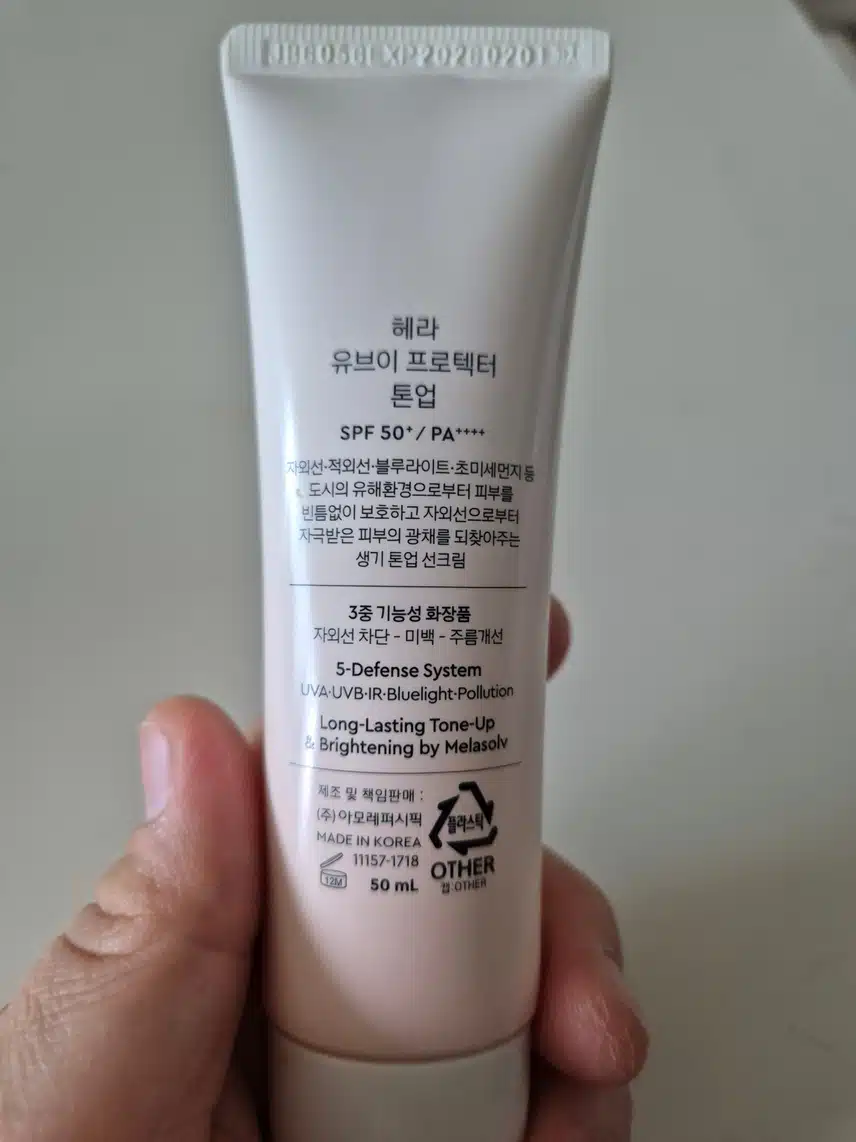 EXP20260201
헤라
유브이 프로텍터
톤업
SPF 50+ / PA++++
자외선·적외선·블루라이트·초미세먼지 등
도시의 유해환경으로부터 피부를
빈틈없이 보호하고 자외선으로부터
자극받은 피부의 광채를 되찾아주는
생기 톤업 선크림
3중 기능성 화장품
자외선 차단 - 미백 - 주름개선
5-Defense System
UVA·UVB·IR·Bluelight·Pollution
Long-Lasting Tone-Up
& Brightening by Melasolv
제조 및 책임판매 :
(주)아모레퍼시픽
MADE IN KOREA
11157-1718
12M
50 mL
플라스틱
OTHER
캡:OTHER